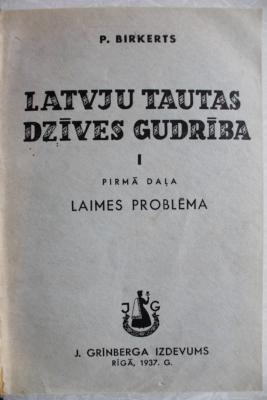 P. BIRKERTS
LATVJU TAUTAS
DZĪVES GUDRĪBA
I
PIRMĀ DAĻA
LAIMES PROBLĒMA
J G
J. GRĪNBERGA IZDEVUMS
RĪGĀ, 1937. G.